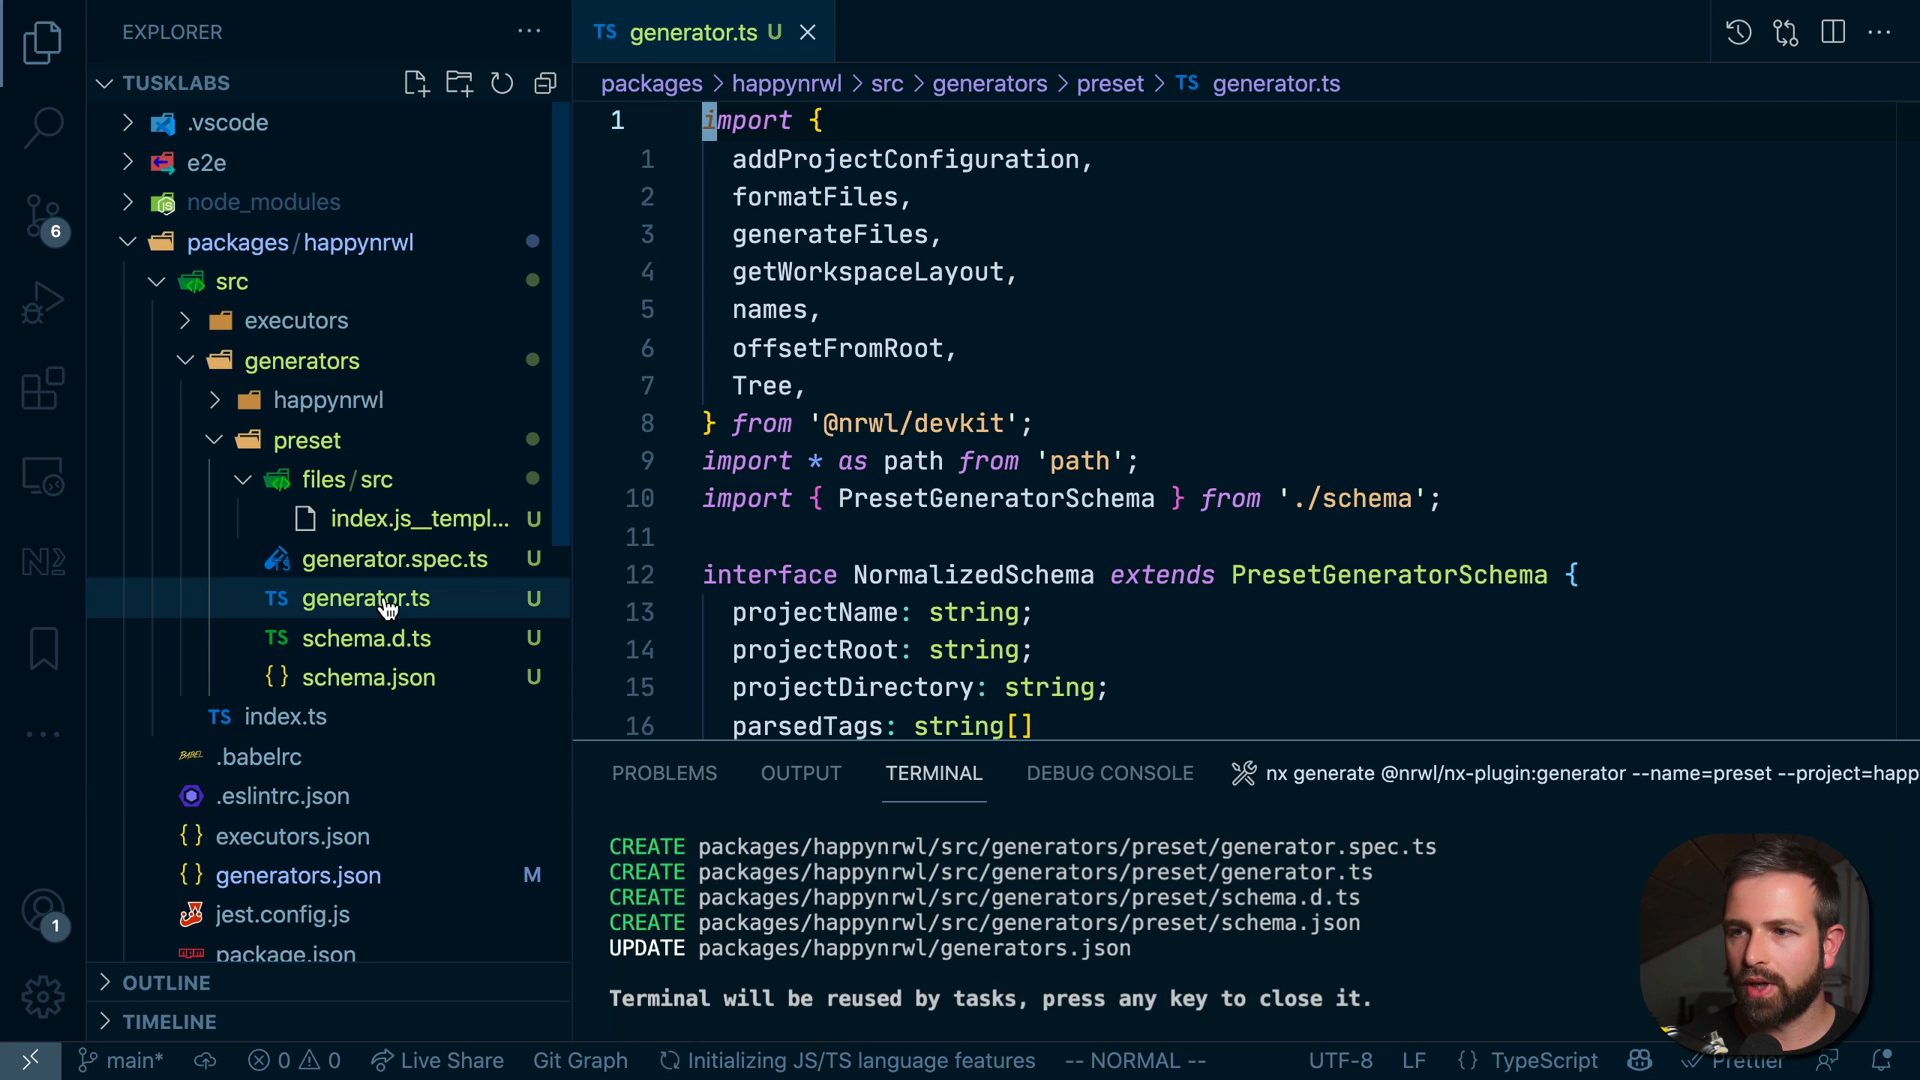 EXPLORER
TUSKLABS
.vscode
e2e
node_modules
packages / happynrwl
src
executors
generators
happynrwl
preset
files / src
index.js__templ... U
generator.spec.ts U
TS generator.ts U
TS schema.d.ts U
{} schema.json U
TS index.ts
BABEL .babelrc
.eslintrc.json
{} executors.json
{} generators.json M
jest.config.js
npm package.json
OUTLINE
TIMELINE
6
1
TS generator.ts U
packages > happynrwl > src > generators > preset > TS generator.ts
1 import {
1 addProjectConfiguration,
2 formatFiles,
3 generateFiles,
4 getWorkspaceLayout,
5 names,
6 offsetFromRoot,
7 Tree,
8 } from '@nrwl/devkit';
9 import * as path from 'path';
10 import { PresetGeneratorSchema } from './schema';
11
12 interface NormalizedSchema extends PresetGeneratorSchema {
13 projectName: string;
14 projectRoot: string;
15 projectDirectory: string;
16 parsedTags: string[]
PROBLEMS OUTPUT TERMINAL DEBUG CONSOLE nx generate @nrwl/nx-plugin:generator --name=preset --project=happ
CREATE packages/happynrwl/src/generators/preset/generator.spec.ts
CREATE packages/happynrwl/src/generators/preset/generator.ts
CREATE packages/happynrwl/src/generators/preset/schema.d.ts
CREATE packages/happynrwl/src/generators/preset/schema.json
UPDATE packages/happynrwl/generators.json
Terminal will be reused by tasks, press any key to close it.
main* 0 0 Live Share Git Graph Initializing JS/TS language features -- NORMAL -- UTF-8 LF {} TypeScript Prettier